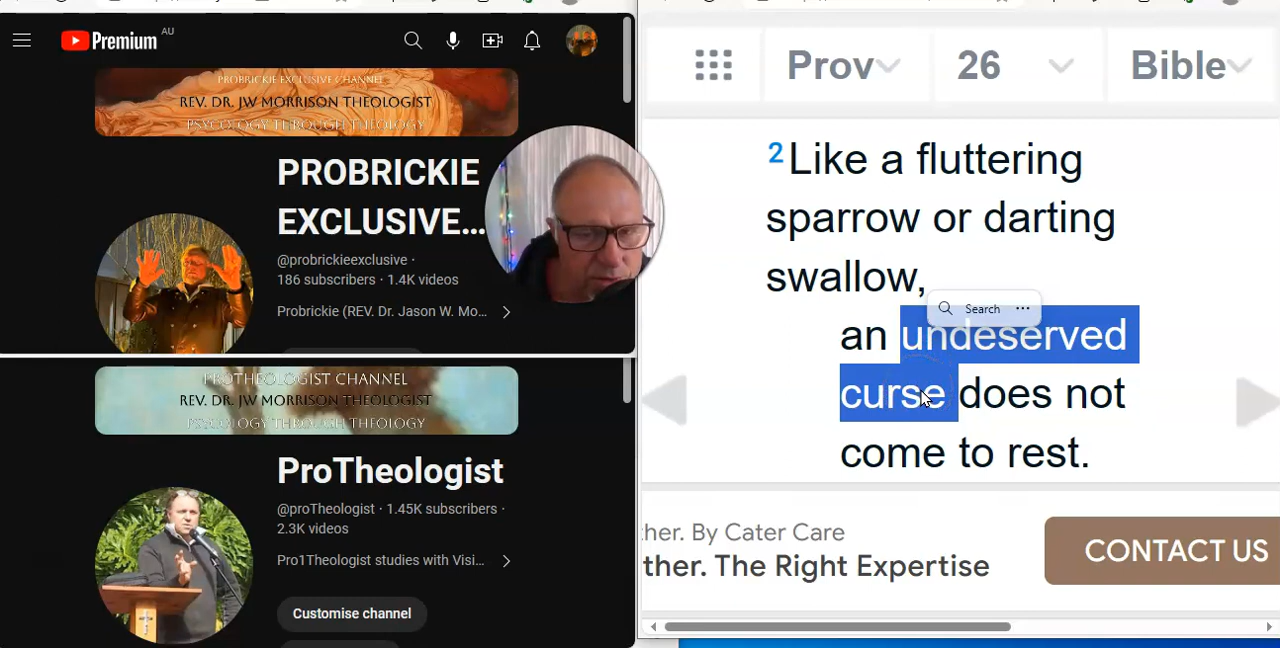 Premium AU
PROBRICKIE EXCLUSIVE CHANNEL
REV. DR. JW MORRISON THEOLOGIST
PSYCOLOGY THROUGH THEOLOGY
PROBRICKIE
EXCLUSIVE...
@probrickieexclusive ·
186 subscribers · 1.4K videos
Probrickie (REV. Dr. Jason W. Mo...
PROTHEOLOGIST CHANNEL
REV. DR. JW MORRISON THEOLOGIST
PSYCOLOGY THROUGH THEOLOGY
ProTheologist
@proTheologist · 1.45K subscribers ·
2.3K videos
Pro1Theologist studies with Visi...
Customise channel
Prov 26 Bible
2 Like a fluttering
sparrow or darting
swallow,
Search ...
an undeserved
curse does not
come to rest.
ther. By Cater Care
ther. The Right Expertise
CONTACT US